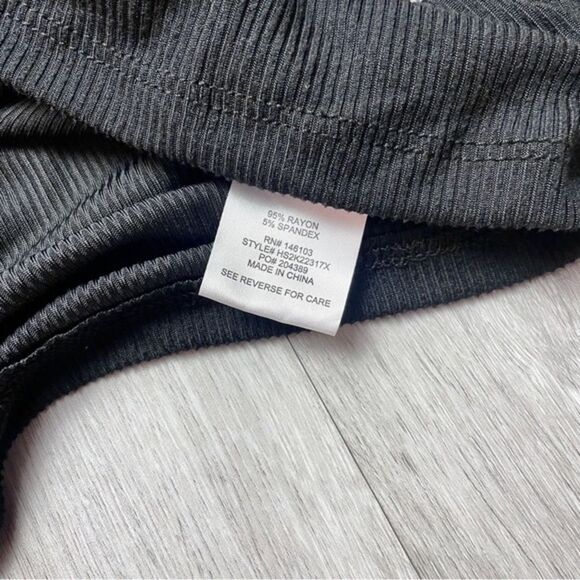 95% RAYON
5% SPANDEX
RN# 146103
STYLE# HS2K22317X
PO# 204389
MADE IN CHINA
SEE REVERSE FOR CARE